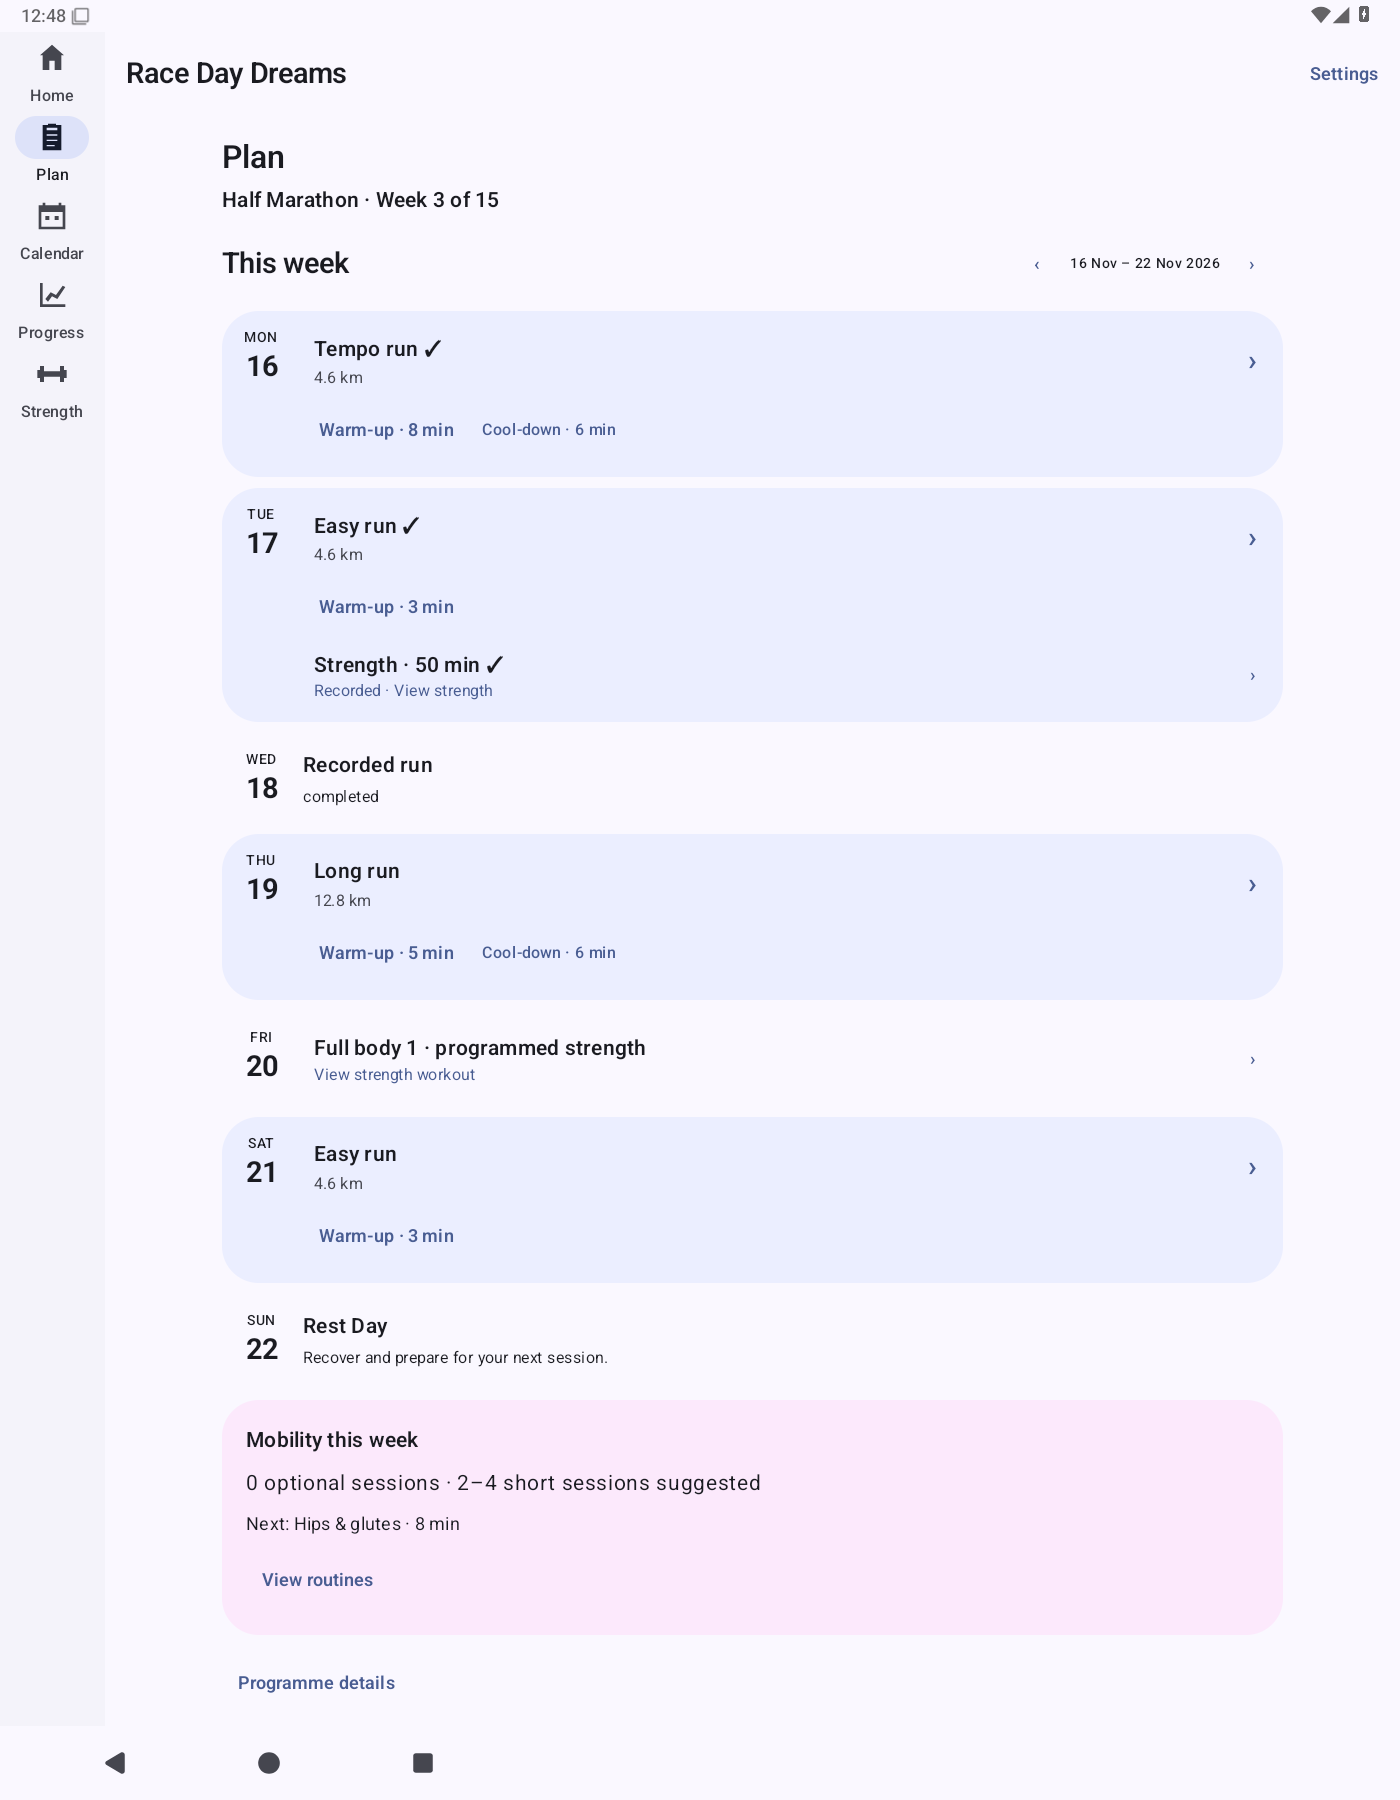 12:48
Race Day Dreams
Settings
Home
Plan
Calendar
Progress
Strength
Plan
Half Marathon · Week 3 of 15
This week
‹ 16 Nov – 22 Nov 2026 ›
MON
16
Tempo run ✓
4.6 km
Warm-up · 8 min Cool-down · 6 min
TUE
17
Easy run ✓
4.6 km
Warm-up · 3 min
Strength · 50 min ✓
Recorded · View strength
WED
18
Recorded run
completed
THU
19
Long run
12.8 km
Warm-up · 5 min Cool-down · 6 min
FRI
20
Full body 1 · programmed strength
View strength workout
SAT
21
Easy run
4.6 km
Warm-up · 3 min
SUN
22
Rest Day
Recover and prepare for your next session.
Mobility this week
0 optional sessions · 2–4 short sessions suggested
Next: Hips & glutes · 8 min
View routines
Programme details